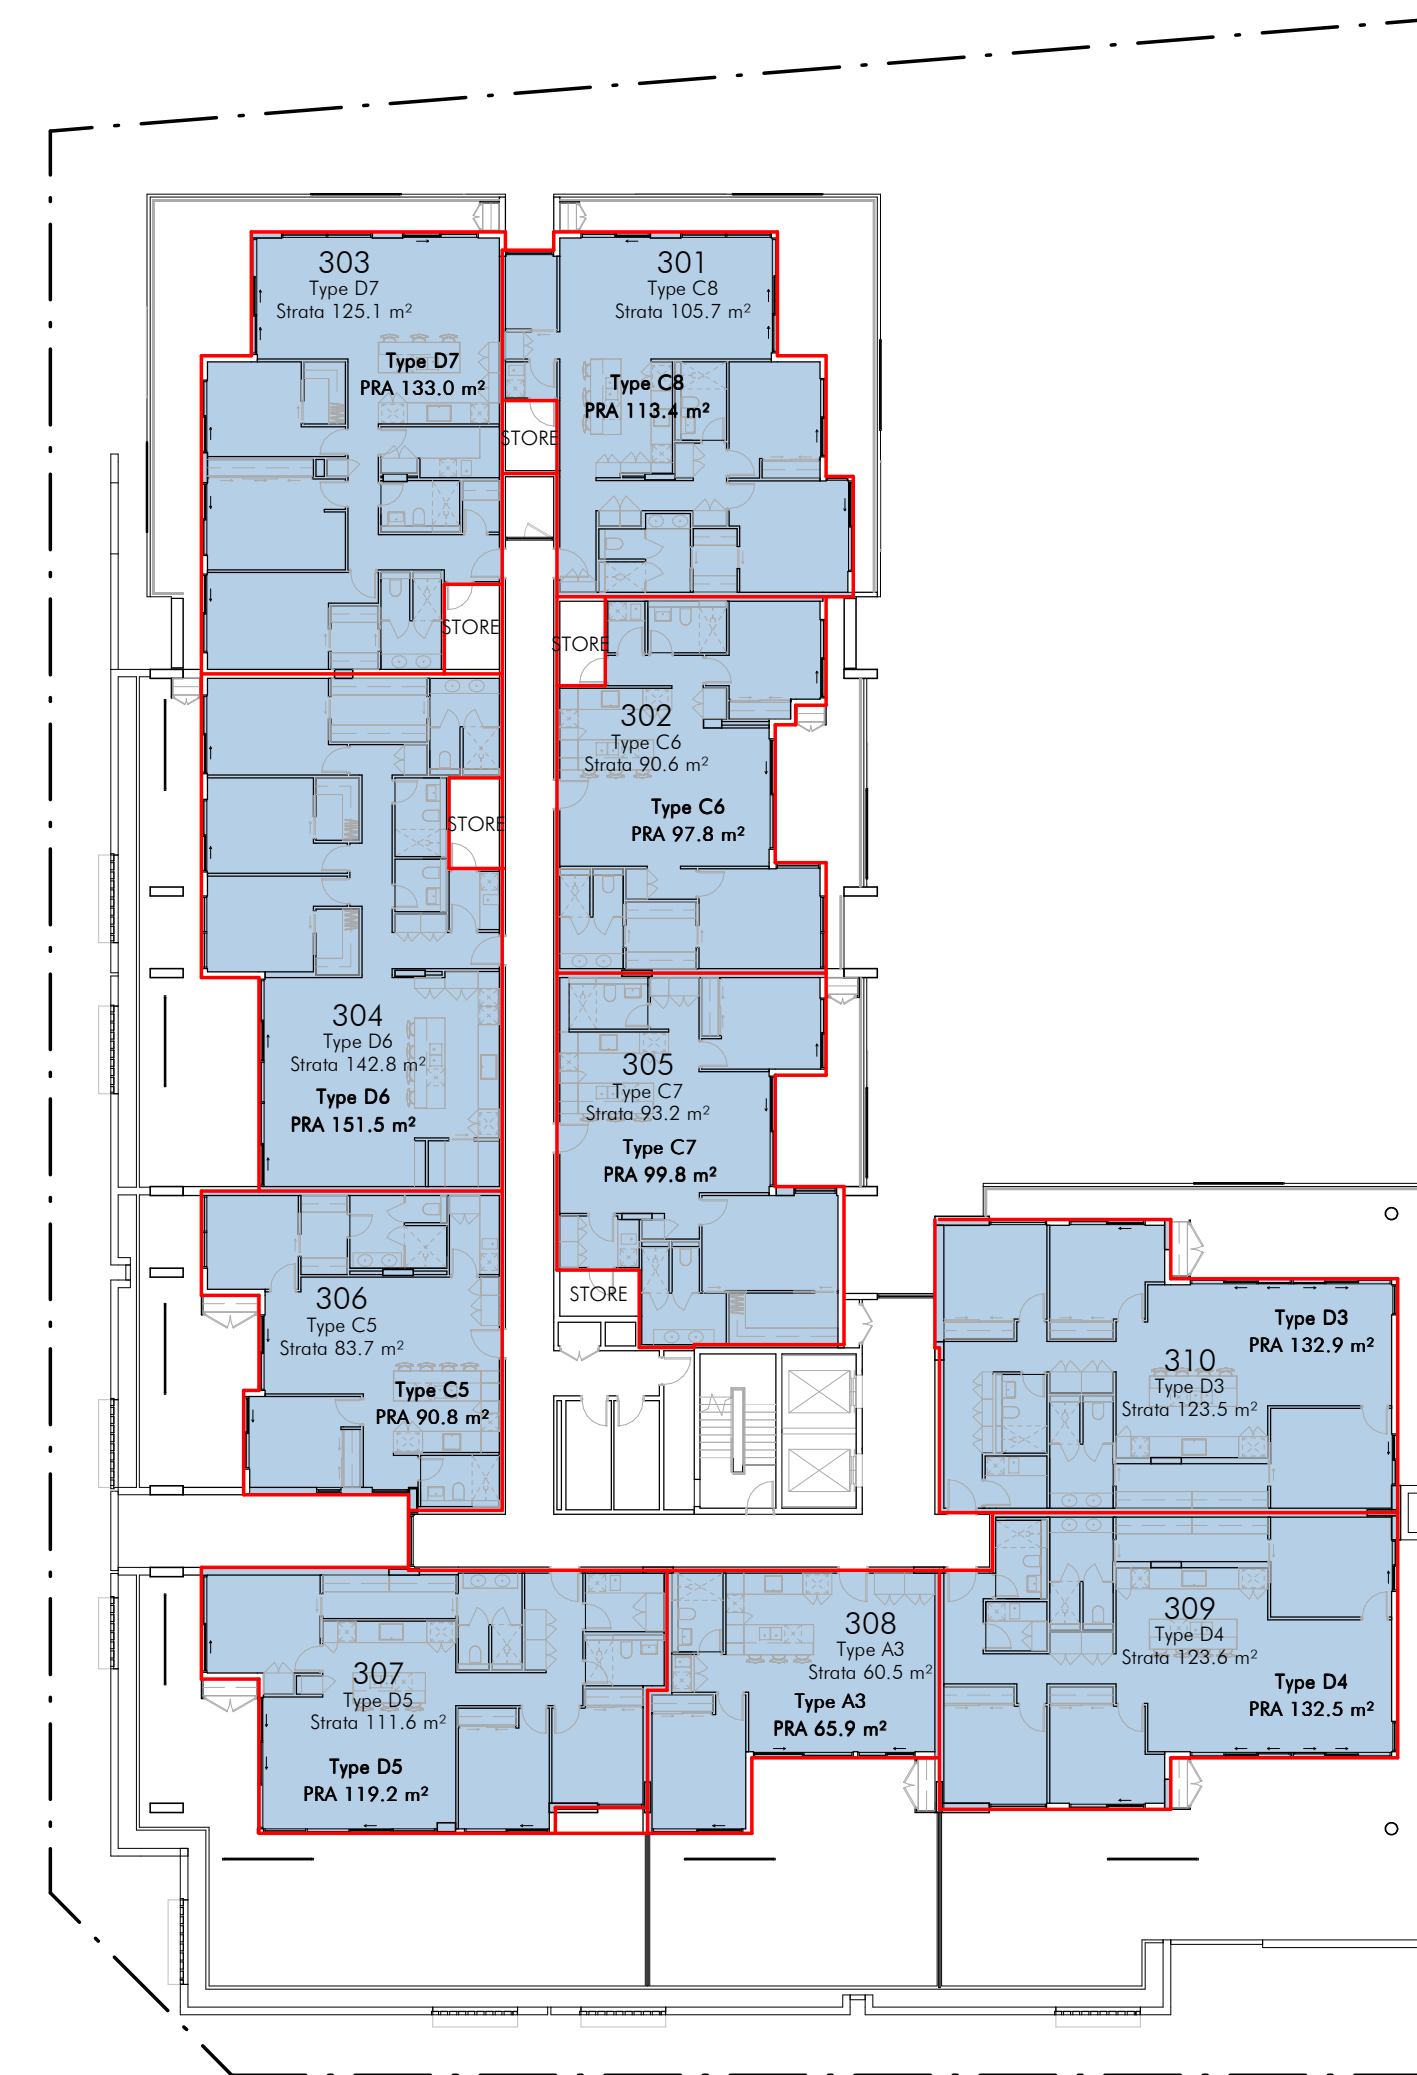 303
Type D7
Strata 125.1 m²
Type D7
PRA 133.0 m²
301
Type C8
Strata 105.7 m²
Type C8
PRA 113.4 m²
STORE
STORE
STORE
302
Type C6
Strata 90.6 m²
Type C6
PRA 97.8 m²
STORE
304
Type D6
Strata 142.8 m²
Type D6
PRA 151.5 m²
305
Type C7
Strata 93.2 m²
Type C7
PRA 99.8 m²
STORE
306
Type C5
Strata 83.7 m²
Type C5
PRA 90.8 m²
Type D3
PRA 132.9 m²
310
Type D3
Strata 123.5 m²
307
Type D5
Strata 111.6 m²
Type D5
PRA 119.2 m²
308
Type A3
Strata 60.5 m²
Type A3
PRA 65.9 m²
309
Type D4
Strata 123.6 m²
Type D4
PRA 132.5 m²